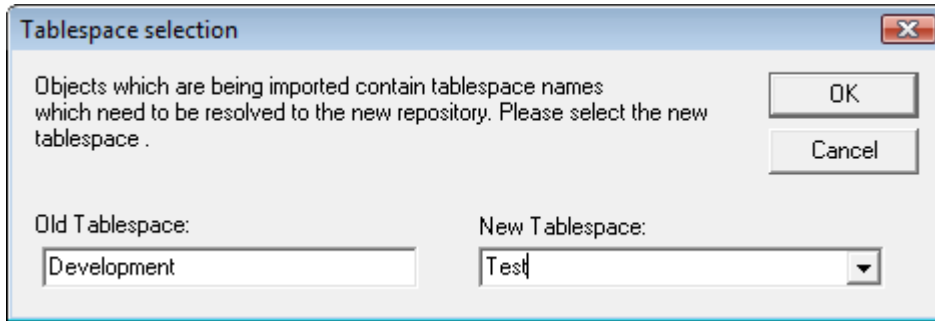 Tablespace selection
Objects which are being imported contain tablespace names
which need to be resolved to the new repository. Please select the new
tablespace .
OK
Cancel
Old Tablespace:
New Tablespace:
Development
Test